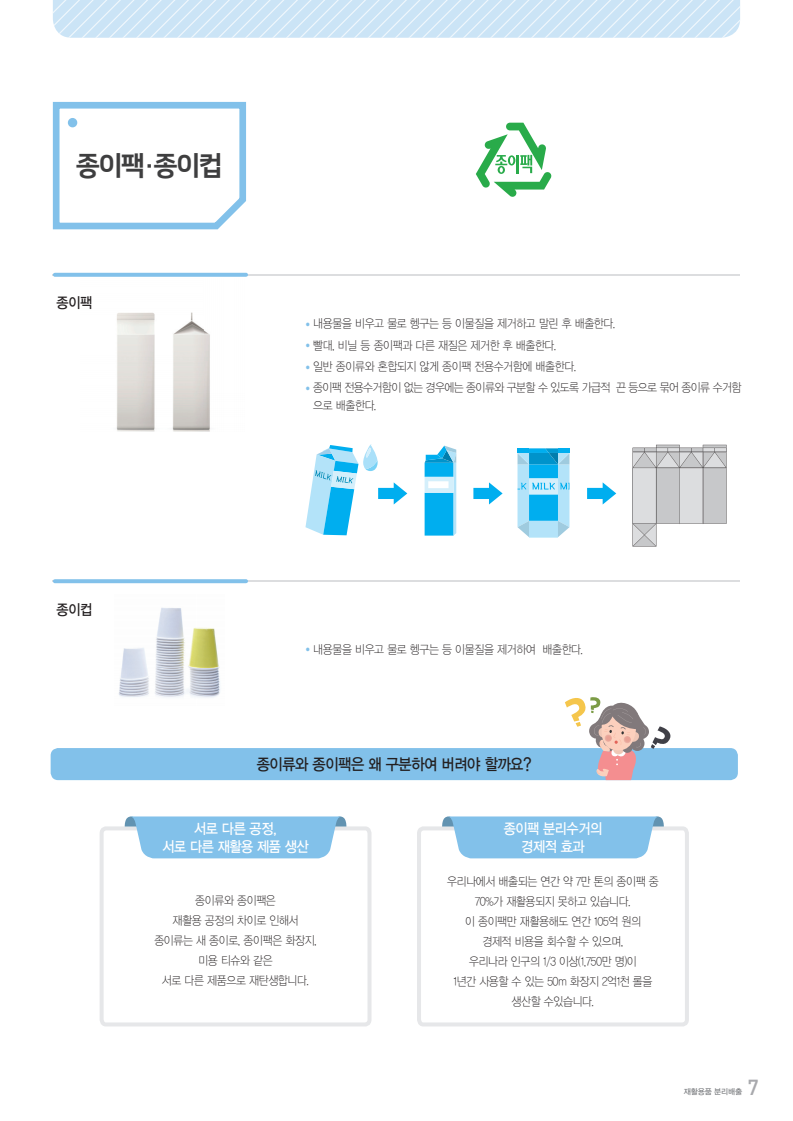 종이팩·종이컵
종이팩
종이팩
• 내용물을 비우고 물로 헹구는 등 이물질을 제거하고 말린 후 배출한다.
• 빨대, 비닐 등 종이팩과 다른 재질은 제거한 후 배출한다.
• 일반 종이류와 혼합되지 않게 종이팩 전용수거함에 배출한다.
• 종이팩 전용수거함이 없는 경우에는 종이류와 구분할 수 있도록 가급적 끈 등으로 묶어 종이류 수거함
으로 배출한다.
MILK MILK
LK MILK MI
종이컵
• 내용물을 비우고 물로 헹구는 등 이물질을 제거하여 배출한다.
? ? ?
종이류와 종이팩은 왜 구분하여 버려야 할까요?
서로 다른 공정,
서로 다른 재활용 제품 생산
종이류와 종이팩은
재활용 공정의 차이로 인해서
종이류는 새 종이로, 종이팩은 화장지,
미용 티슈와 같은
서로 다른 제품으로 재탄생합니다.
종이팩 분리수거의
경제적 효과
우리나에서 배출되는 연간 약 7만 톤의 종이팩 중
70%가 재활용되지 못하고 있습니다.
이 종이팩만 재활용해도 연간 105억 원의
경제적 비용을 회수할 수 있으며,
우리나라 인구의 1/3 이상(1,750만 명)이
1년간 사용할 수 있는 50m 화장지 2억1천 롤을
생산할 수있습니다.
재활용품 분리배출 7